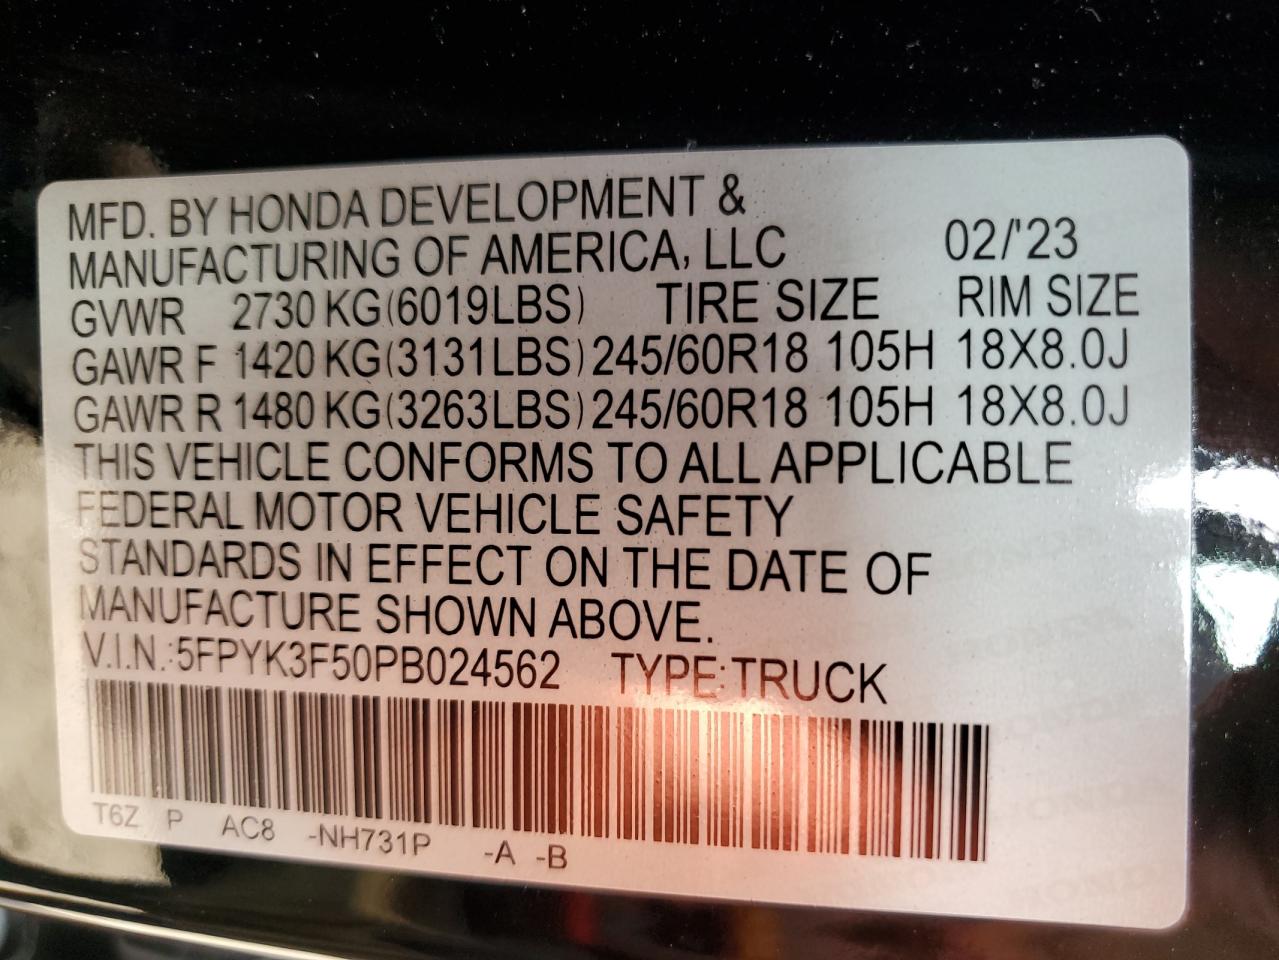 MFD. BY HONDA DEVELOPMENT &
MANUFACTURING OF AMERICA, LLC 02/'23
GVWR 2730 KG(6019LBS) TIRE SIZE RIM SIZE
GAWR F 1420 KG(3131LBS) 245/60R18 105H 18X8.0J
GAWR R 1480 KG(3263LBS) 245/60R18 105H 18X8.0J
THIS VEHICLE CONFORMS TO ALL APPLICABLE
FEDERAL MOTOR VEHICLE SAFETY
STANDARDS IN EFFECT ON THE DATE OF
MANUFACTURE SHOWN ABOVE.
V.I.N.:5FPYK3F50PB024562 TYPE:TRUCK
T6Z P AC8 -NH731P -A -B